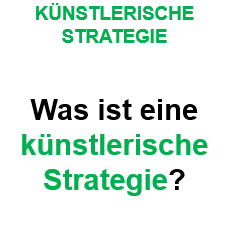 KÜNSTLERISCHE
STRATEGIE
Was ist eine
künstlerische
Strategie?